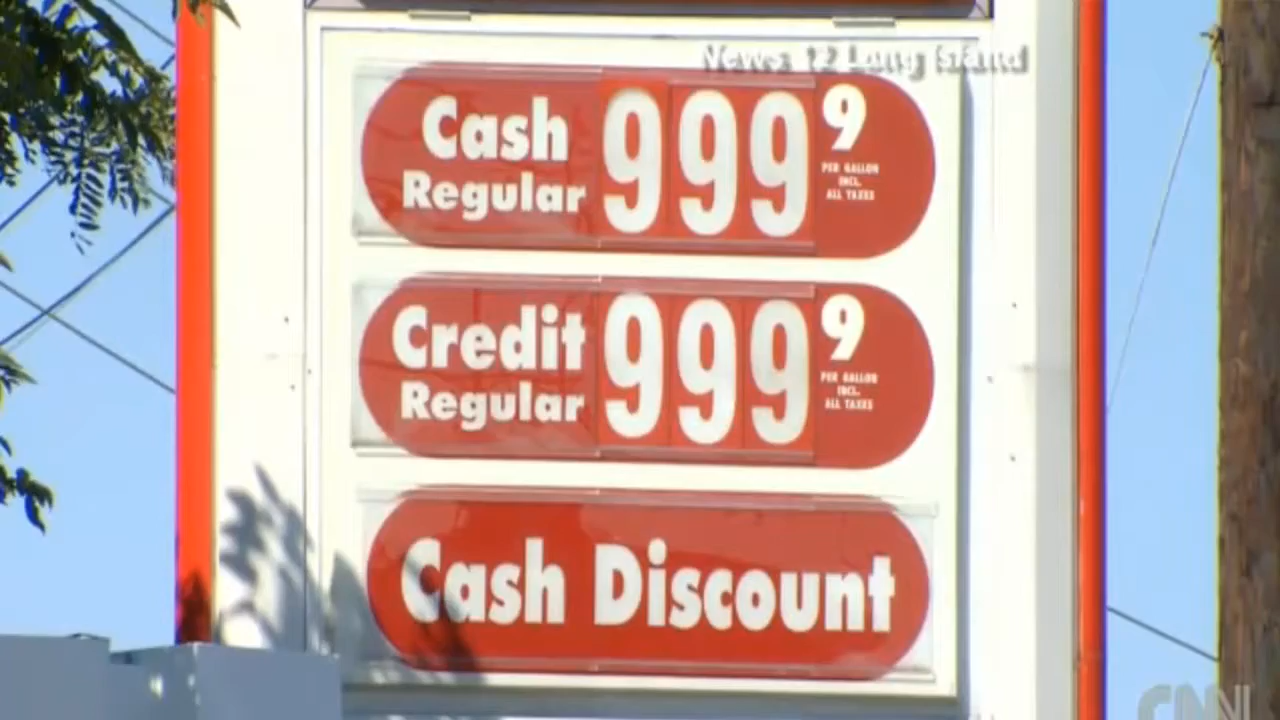 News 12 Long Island
Cash
Regular
999 9
PER GALLON
INCL.
ALL TAXES
Credit
Regular
999 9
PER GALLON
INCL.
ALL TAXES
Cash Discount
CNN